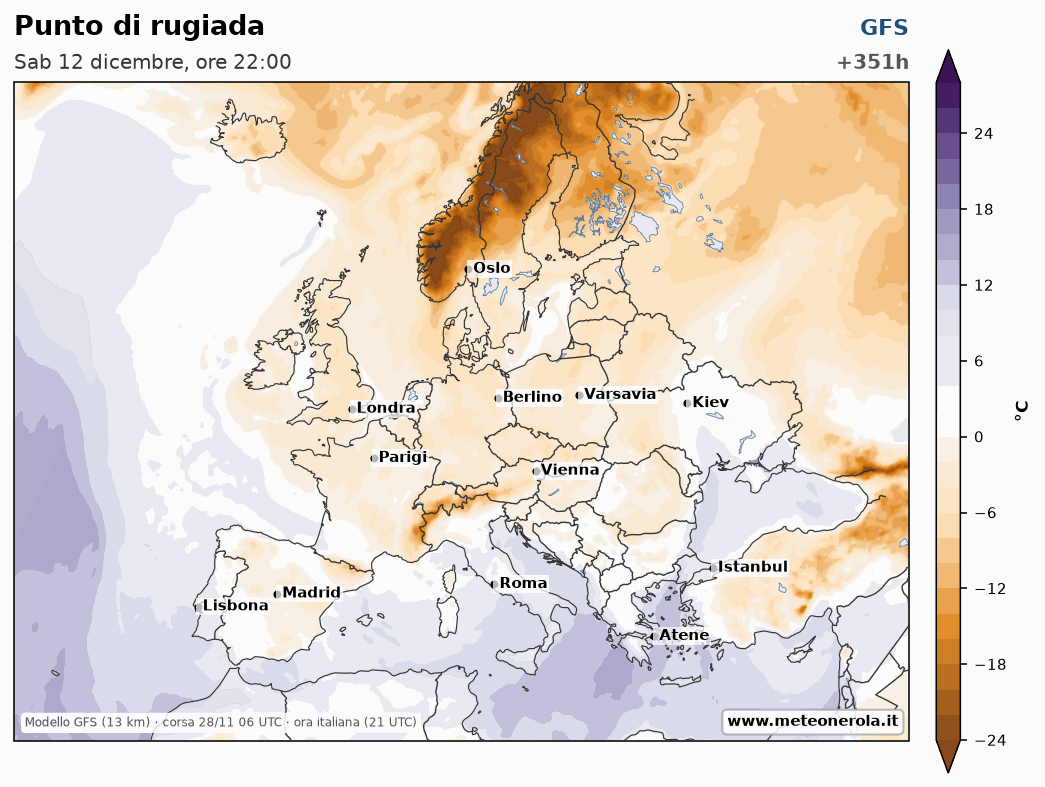 Punto di rugiada
GFS
Sab 12 dicembre, ore 22:00
+351h
24
18
12
6
0
−6
−12
−18
−24
°C
Oslo
Londra
Berlino
Varsavia
Kiev
Parigi
Vienna
Istanbul
Roma
Madrid
Lisbona
Atene
Modello GFS (13 km) · corsa 28/11 06 UTC · ora italiana (21 UTC)
www.meteonerola.it